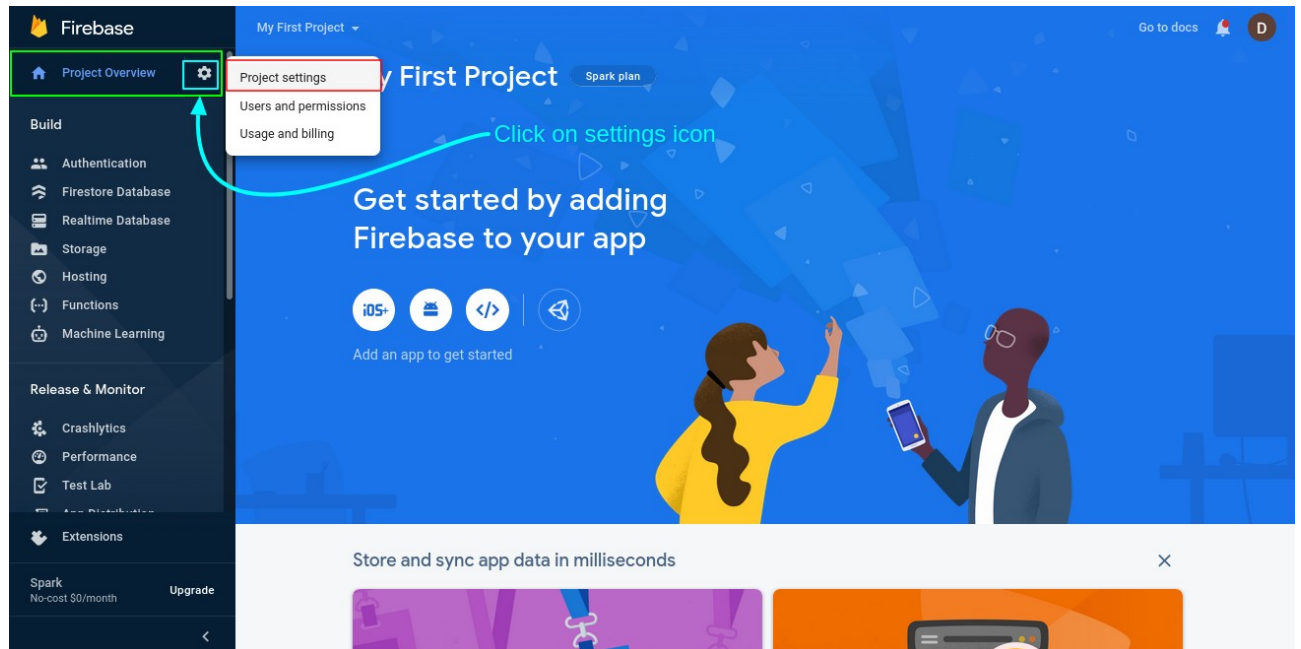 Firebase
My First Project
Go to docs
D
Project Overview
Project settings
Users and permissions
Usage and billing
y First Project
Spark plan
Click on settings icon
Build
Authentication
Firestore Database
Realtime Database
Storage
Hosting
Functions
Machine Learning
Get started by adding
Firebase to your app
iOS+
</>
Add an app to get started
Release & Monitor
Crashlytics
Performance
Test Lab
App Distribution
Extensions
Spark
No-cost $0/month
Upgrade
Store and sync app data in milliseconds